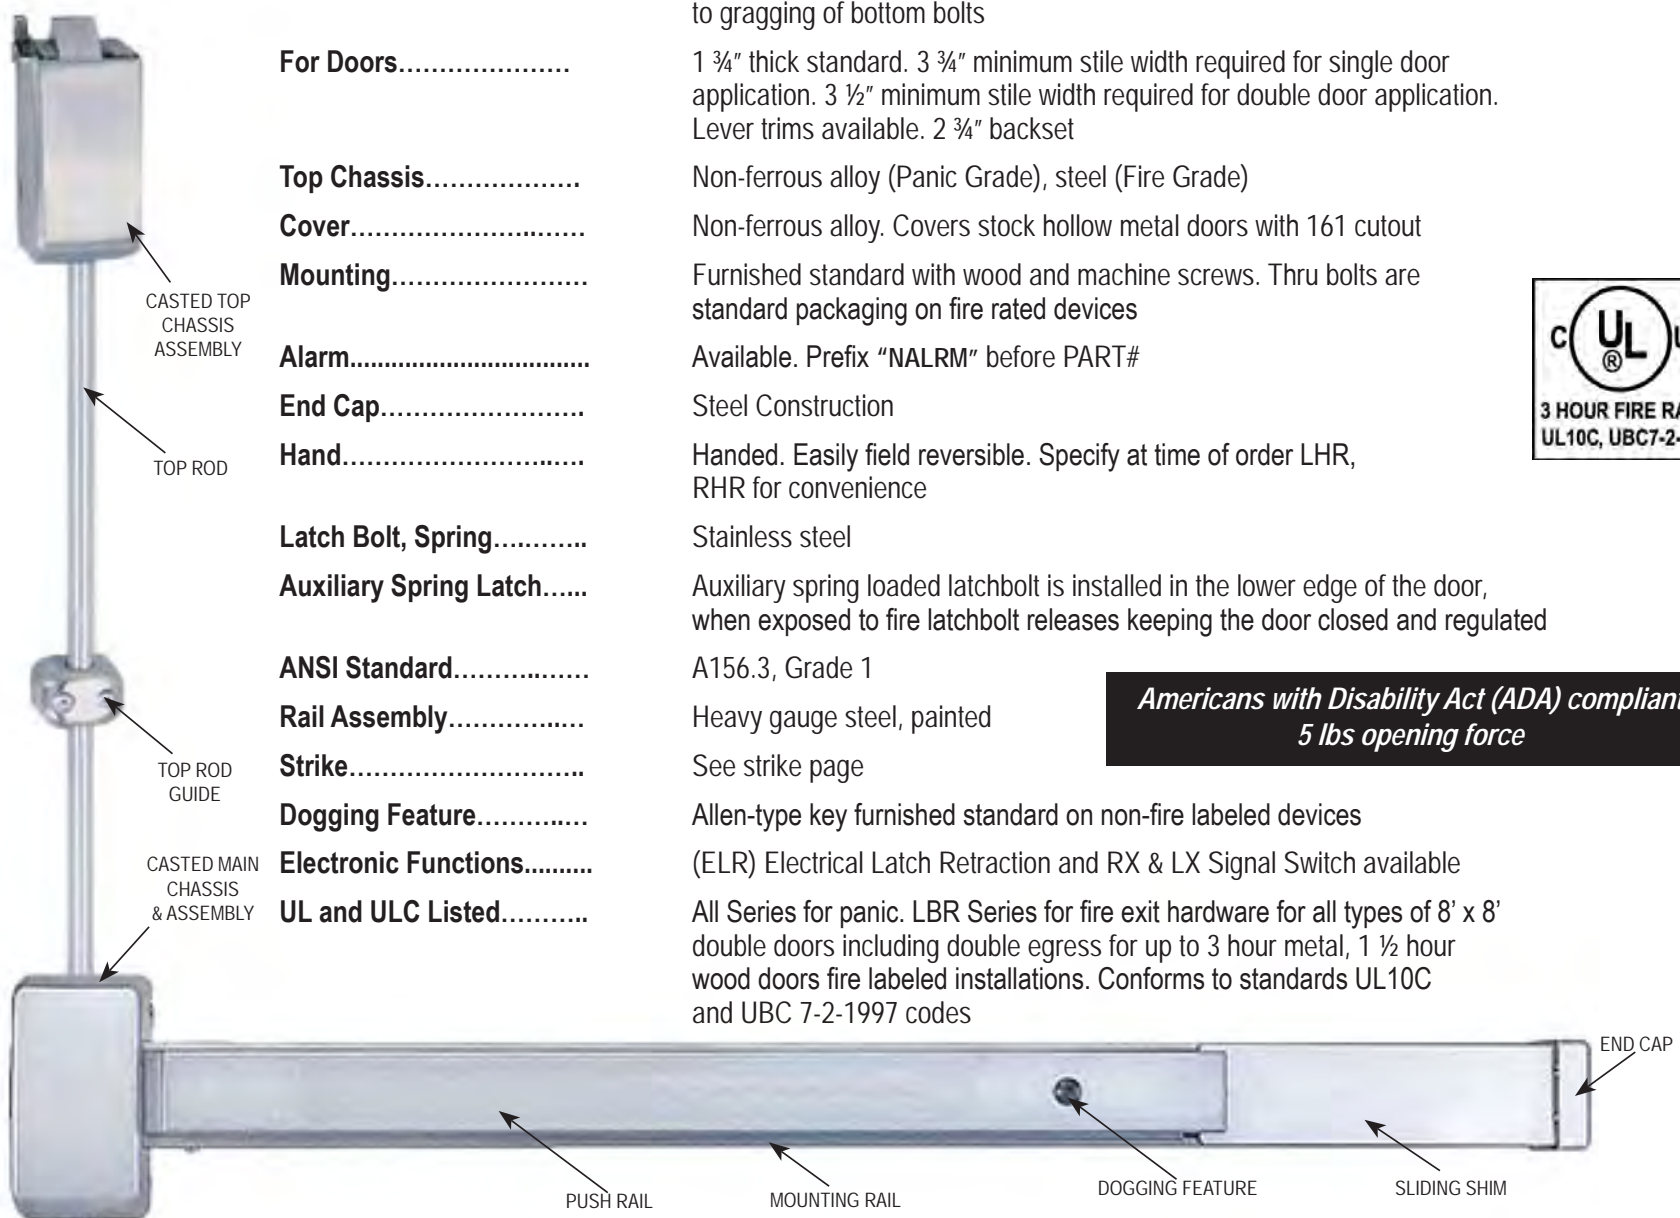 to gragging of bottom bolts
For Doors………………… 1 ¾" thick standard. 3 ¾" minimum stile width required for single door
application. 3 ½" minimum stile width required for double door application.
Lever trims available. 2 ¾" backset
Top Chassis………………. Non-ferrous alloy (Panic Grade), steel (Fire Grade)
Cover…………………..…… Non-ferrous alloy. Covers stock hollow metal doors with 161 cutout
Mounting…………………… Furnished standard with wood and machine screws. Thru bolts are
standard packaging on fire rated devices
Alarm................................... Available. Prefix "NALRM" before PART#
End Cap……………………. Steel Construction
Hand……………………..…. Handed. Easily field reversible. Specify at time of order LHR,
RHR for convenience
Latch Bolt, Spring….…….. Stainless steel
Auxiliary Spring Latch…... Auxiliary spring loaded latchbolt is installed in the lower edge of the door,
when exposed to fire latchbolt releases keeping the door closed and regulated
ANSI Standard………..…… A156.3, Grade 1
Rail Assembly…………..… Heavy gauge steel, painted
Strike……………………….. See strike page
Dogging Feature………..… Allen-type key furnished standard on non-fire labeled devices
Electronic Functions.......... (ELR) Electrical Latch Retraction and RX & LX Signal Switch available
UL and ULC Listed……….. All Series for panic. LBR Series for fire exit hardware for all types of 8' x 8'
double doors including double egress for up to 3 hour metal, 1 ½ hour
wood doors fire labeled installations. Conforms to standards UL10C
and UBC 7-2-1997 codes
CASTED TOP
CHASSIS
ASSEMBLY
TOP ROD
TOP ROD
GUIDE
CASTED MAIN
CHASSIS
& ASSEMBLY
C UL ®
3 HOUR FIRE
UL10C, UBC7-2-
Americans with Disability Act (ADA) compliant
5 lbs opening force
END CAP
PUSH RAIL
MOUNTING RAIL
DOGGING FEATURE
SLIDING SHIM